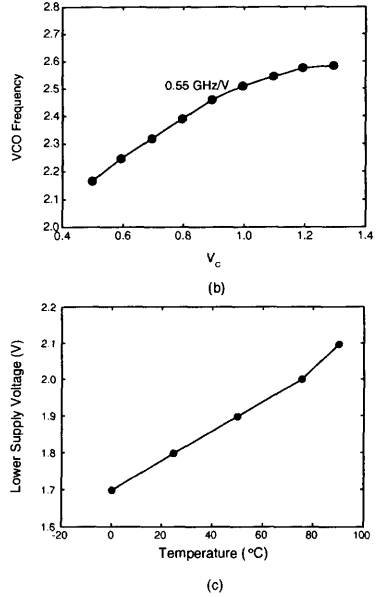 2.8
2.7
2.6
2.5
2.4
2.3
2.2
2.1
2.0
VCO Frequency
0.55 GHz/V
0.4 0.6 0.8 1.0 1.2 1.4
V_C
(b)
2.2
2.1
2.0
1.9
1.8
1.7
1.6
Lower Supply Voltage (V)
-20 0 20 40 60 80 100
Temperature (°C)
(c)